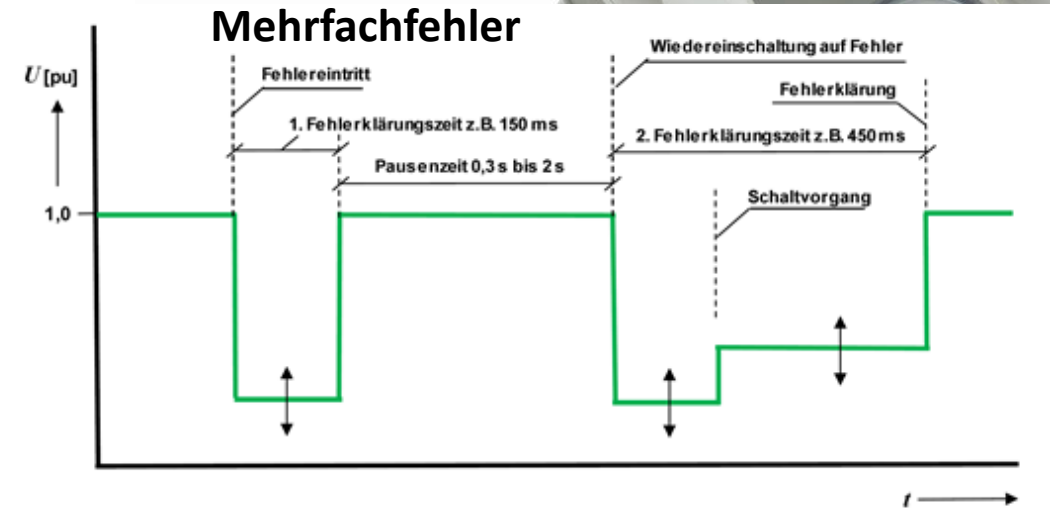 Mehrfachfehler
U [pu]
Fehlereintritt
Wiedereinschaltung auf Fehler
Fehlerklärung
1. Fehlerklärungszeit z.B. 150 ms
2. Fehlerklärungszeit z.B. 450 ms
Pausenzeit 0,3 s bis 2 s
Schaltvorgang
1,0
t